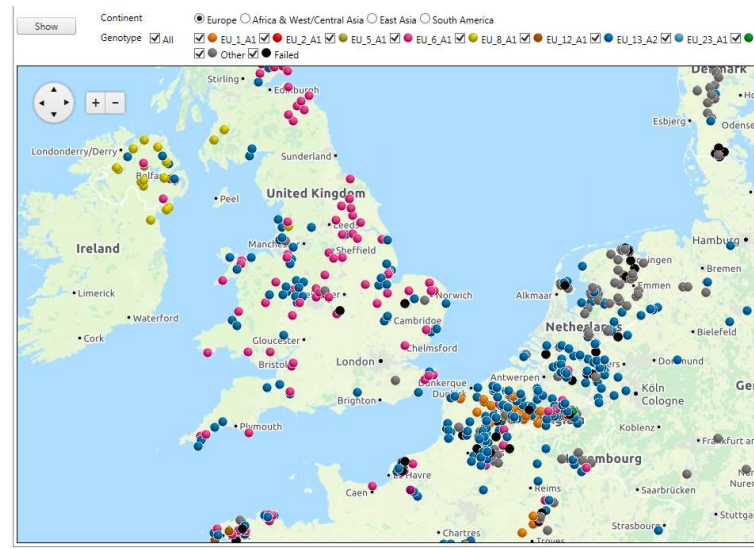 Show
Continent
Europe Africa & West/Central Asia East Asia South America
Genotype
All EU_1_A1 EU_2_A1 EU_5_A1 EU_6_A1 EU_8_A1 EU_12_A1 EU_13_A2 EU_23_A1
Other Failed
Denmark
Stirling
Edinburgh
Esbjerg
Odense
Londonderry/Derry
Sunderland
Belfast
United Kingdom
Peel
Leeds
Ireland
Manchester
Sheffield
Hamburg
Bremen
Limerick
Norwich
Alkmaar
Emmen
Waterford
Cambridge
Netherlands
Bielefeld
Cork
Gloucester
Chelmsford
Bristol
London
Dortmund
Antwerpen
Dunkerque
Köln
Cologne
Brighton
Plymouth
Koblenz
Frankfurt am
Luxembourg
Le Havre
Caen
Reims
Saarbrücken
Chartres
Troyes
Strasbourg
Stuttga